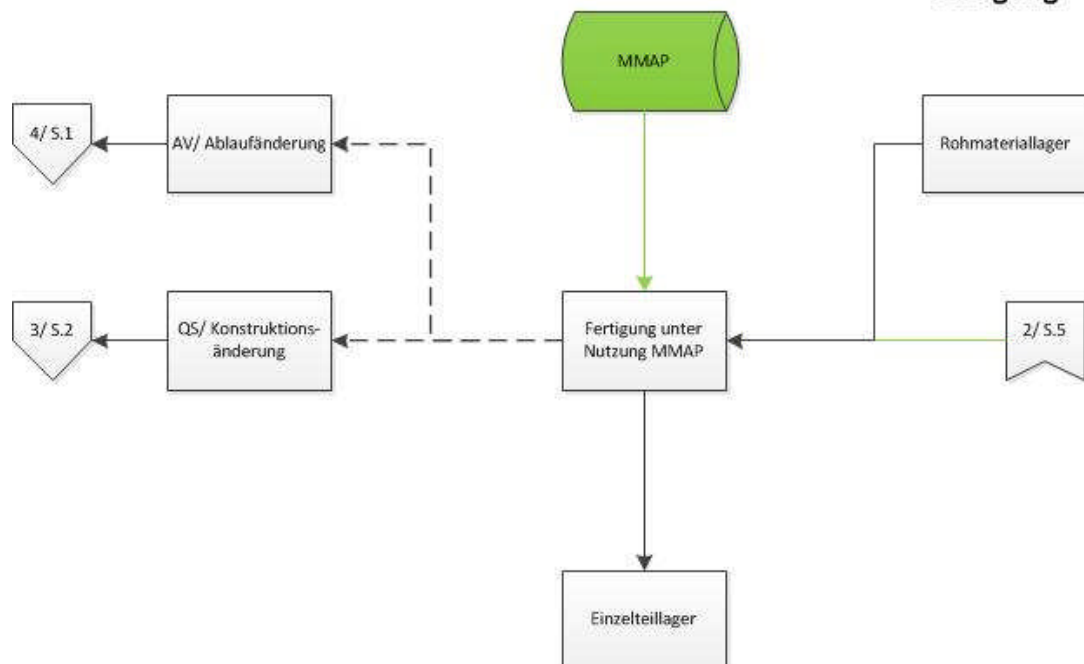 MMAP
4/ S.1
AV/ Ablaufänderung
Rohmateriallager
3/ S.2
QS/ Konstruktions-
änderung
Fertigung unter
Nutzung MMAP
2/ S.5
Einzelteillager